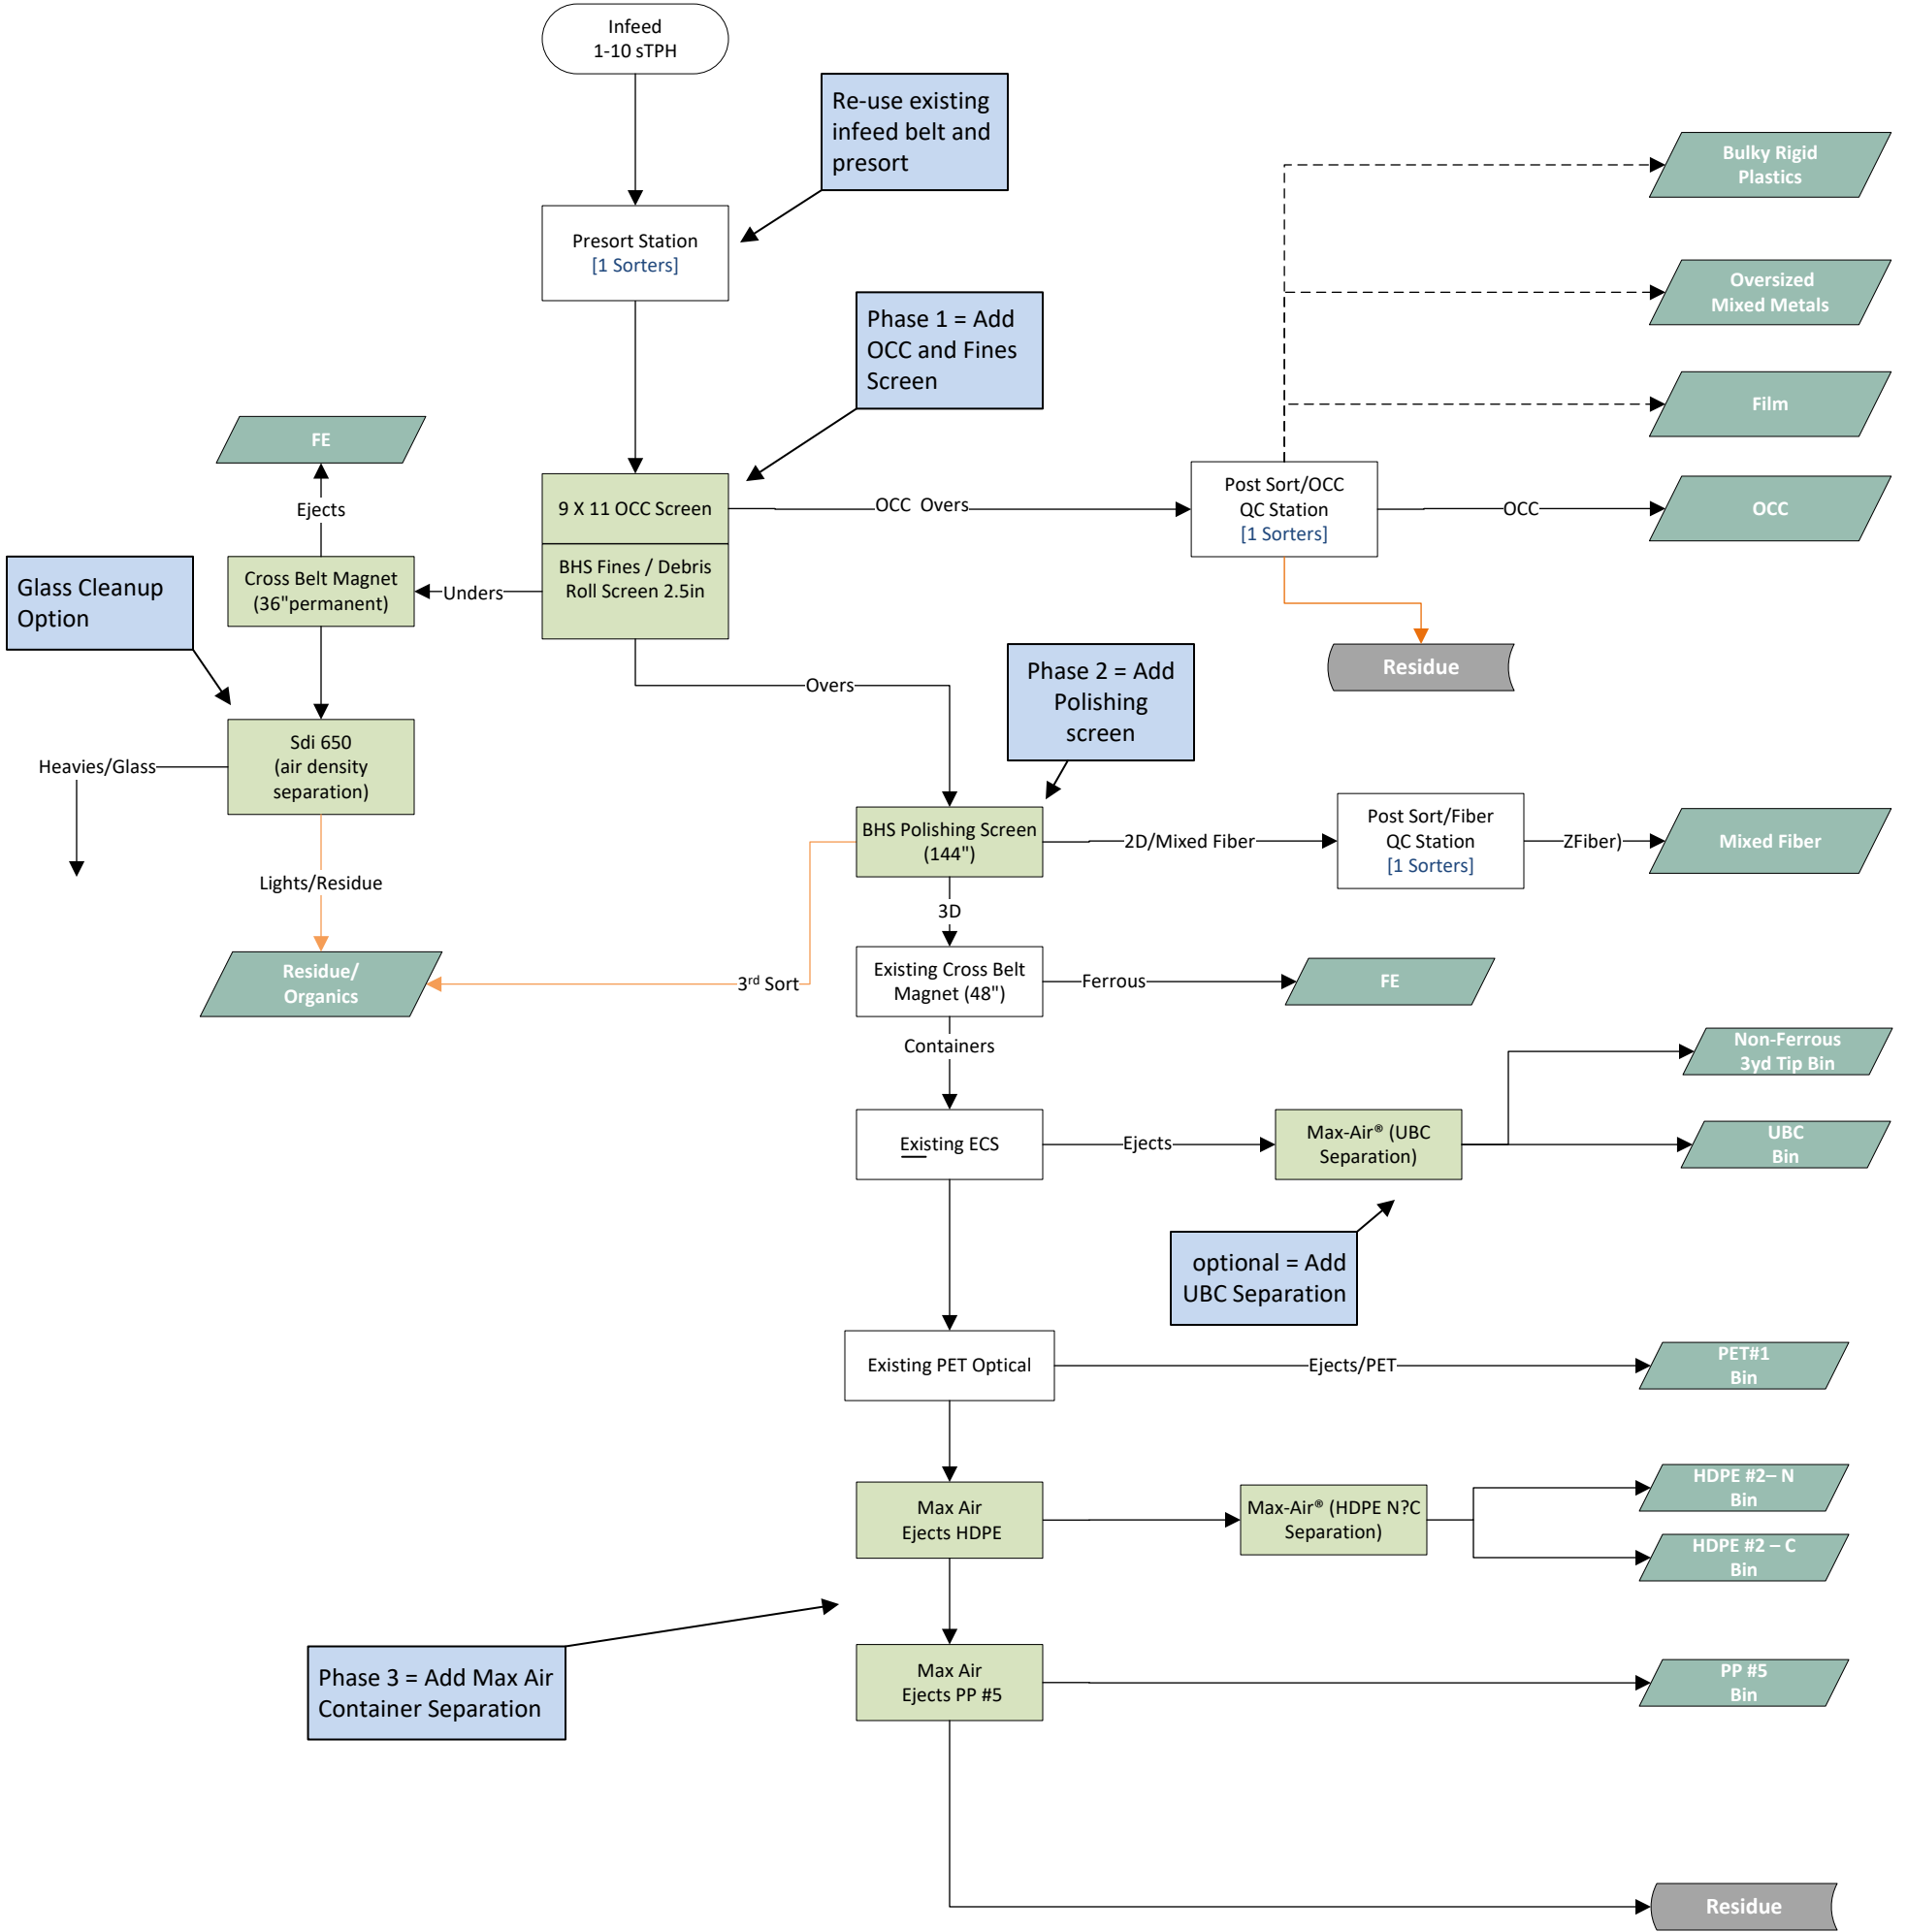 Infeed
1-10 sTPH
Re-use existing
infeed belt and
presort
Bulky Rigid
Plastics
Presort Station
[1 Sorters]
Oversized
Mixed Metals
Phase 1 = Add
OCC and Fines
Screen
Film
FE
Ejects
9 X 11 OCC Screen
OCC Overs
Post Sort/OCC
QC Station
[1 Sorters]
OCC
OCC
BHS Fines / Debris
Roll Screen 2.5in
Unders
Cross Belt Magnet
(36"permanent)
Glass Cleanup
Option
Residue
Overs
Phase 2 = Add
Polishing
screen
Sdi 650
(air density
separation)
Heavies/Glass
Lights/Residue
BHS Polishing Screen
(144")
2D/Mixed Fiber
Post Sort/Fiber
QC Station
[1 Sorters]
ZFiber)
Mixed Fiber
3D
Residue/
Organics
3rd Sort
Existing Cross Belt
Magnet (48")
Ferrous
FE
Containers
Non-Ferrous
3yd Tip Bin
Existing ECS
Ejects
Max-Air® (UBC
Separation)
UBC
Bin
optional = Add
UBC Separation
Existing PET Optical
Ejects/PET
PET#1
Bin
Max Air
Ejects HDPE
Max-Air® (HDPE N?C
Separation)
HDPE #2– N
Bin
HDPE #2 – C
Bin
Phase 3 = Add Max Air
Container Separation
Max Air
Ejects PP #5
PP #5
Bin
Residue